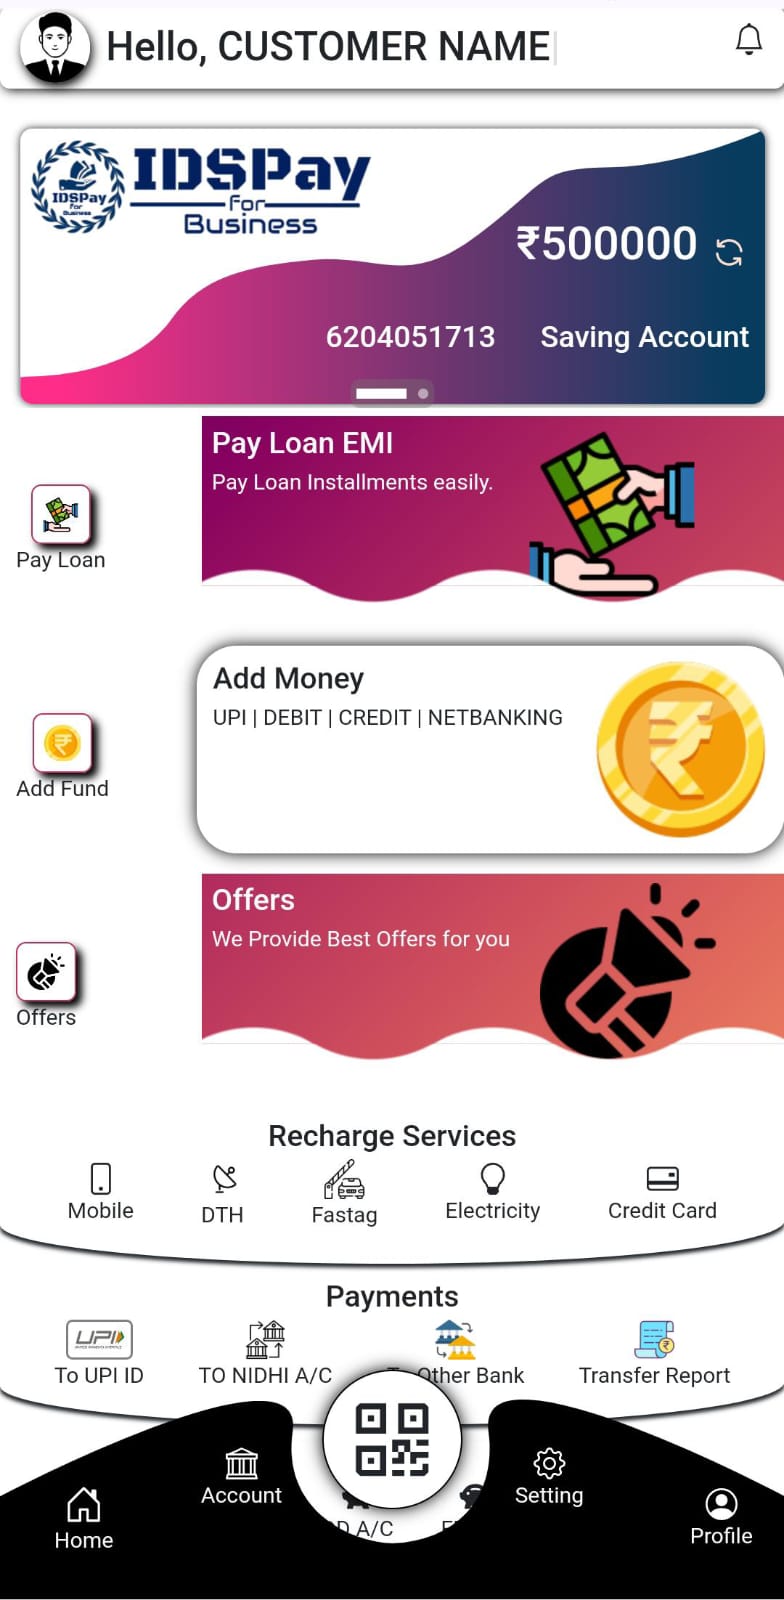 Hello, CUSTOMER NAME
IDSPay
for
Business
IDSPay
for
Business
₹500000
6204051713 Saving Account
Pay Loan EMI
Pay Loan Installments easily.
Pay Loan
Add Money
UPI | DEBIT | CREDIT | NETBANKING
Add Fund
Offers
We Provide Best Offers for you
Offers
Recharge Services
Mobile DTH Fastag Electricity Credit Card
Payments
UPI
To UPI ID TO NIDHI A/C Other Bank Transfer Report
Account Setting
A/C
Home Profile